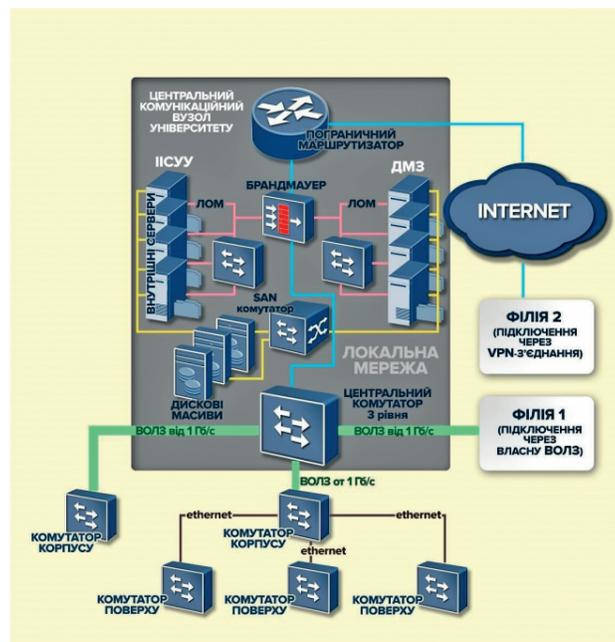 ЦЕНТРАЛЬНИЙ
КОМУНІКАЦІЙНИЙ
ВУЗОЛ
УНІВЕРСИТЕТУ
ПОГРАНИЧНИЙ
МАРШРУТИЗАТОР
ІІСУУ
БРАНДМАУЕР
ДМЗ
ЛОМ
ЛОМ
ВНУТРІШНІ СЕРВЕРИ
INTERNET
SAN
комутатор
ФІЛІЯ 2
(ПІДКЛЮЧЕННЯ
ЧЕРЕЗ
VPN-З'ЄДНАННЯ)
ЛОКАЛЬНА
МЕРЕЖА
ДИСКОВІ
МАСИВИ
ЦЕНТРАЛЬНИЙ
КОМУТАТОР
3 рівня
ФІЛІЯ 1
(ПІДКЛЮЧЕННЯ
ЧЕРЕЗ
ВЛАСНУ ВОЛЗ)
ВОЛЗ від 1 Гб/с
ВОЛЗ від 1 Гб/с
ВОЛЗ от 1 Гб/с
КОМУТАТОР
КОРПУСУ
КОМУТАТОР
КОРПУСУ
ethernet
ethernet
ethernet
КОМУТАТОР
ПОВЕРХУ
КОМУТАТОР
ПОВЕРХУ
КОМУТАТОР
ПОВЕРХУ